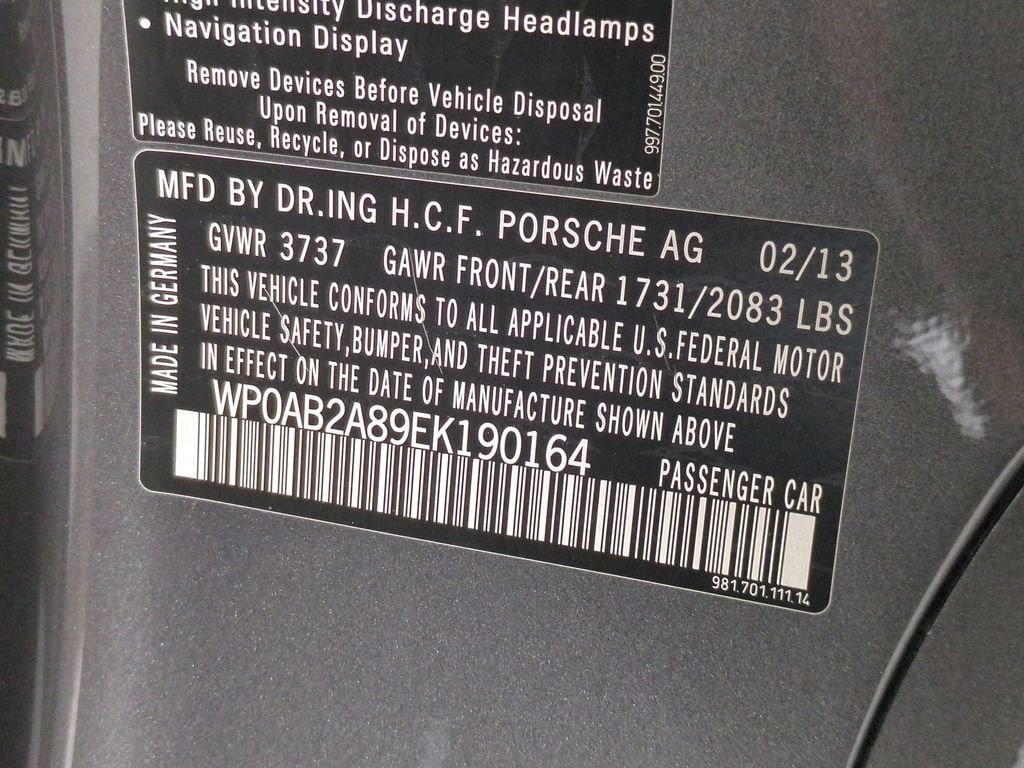 High Intensity Discharge Headlamps
• Navigation Display
Remove Devices Before Vehicle Disposal
Upon Removal of Devices:
Please Reuse, Recycle, or Dispose as Hazardous Waste
997.701449.00
MFD BY DR.ING H.C.F. PORSCHE AG 02/13
GVWR 3737 GAWR FRONT/REAR 1731/2083 LBS
THIS VEHICLE CONFORMS TO ALL APPLICABLE U.S.FEDERAL MOTOR
VEHICLE SAFETY,BUMPER,AND THEFT PREVENTION STANDARDS
IN EFFECT ON THE DATE OF MANUFACTURE SHOWN ABOVE
WP0AB2A89EK190164
PASSENGER CAR
981.701.111.14
MADE IN GERMANY